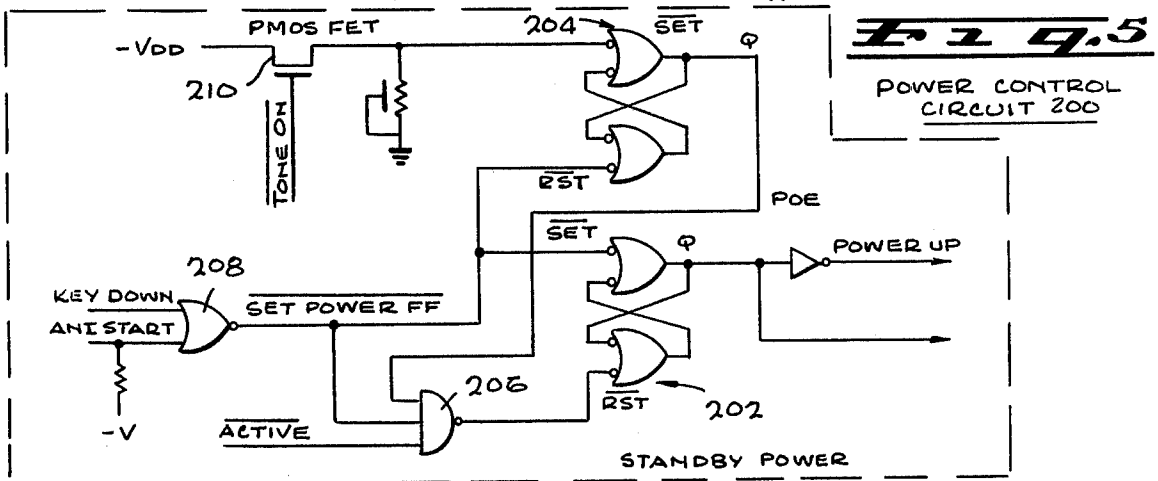 Fig. 5
POWER CONTROL
CIRCUIT 200
PMOS FET
204
SET
Q
-VDD
210
TONE ON
RST
POE
SET
Q
POWER UP
208
KEY DOWN
ANI START
SET POWER FF
206
RST
202
-V
ACTIVE
STANDBY POWER